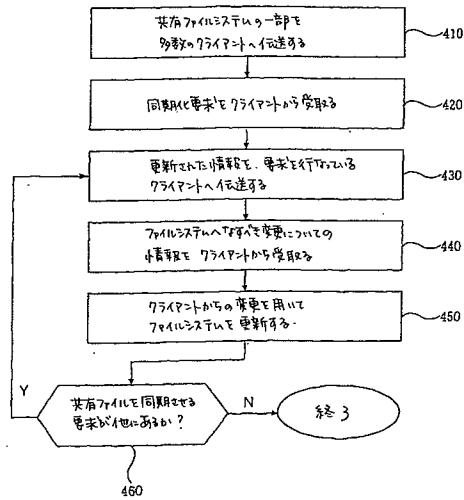 共有ファイルシステムの一部を
多数のクライアントへ伝送する
410
同期化要求をクライアントから受取る
420
更新された情報を、要求を行なっている
クライアントへ伝送する
430
ファイルシステムへなすべき変更についての
情報をクライアントから受取る
440
クライアントからの変更を用いて
ファイルシステムを更新する.
450
Y
共有ファイルを同期させる
要求が他にあるか?
N
終了
460